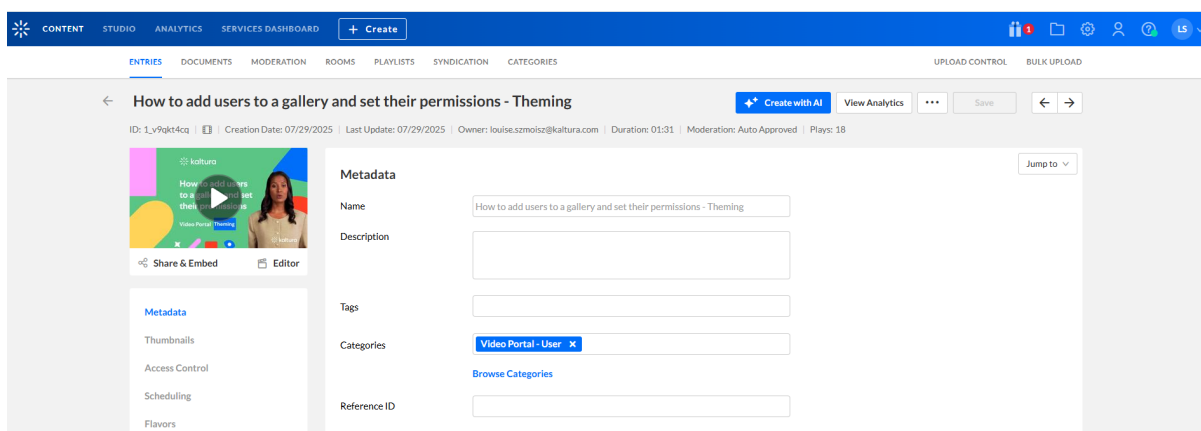 CONTENT STUDIO ANALYTICS SERVICES DASHBOARD + Create 1 LS
ENTRIES DOCUMENTS MODERATION ROOMS PLAYLISTS SYNDICATION CATEGORIES UPLOAD CONTROL BULK UPLOAD
How to add users to a gallery and set their permissions - Theming Create with AI View Analytics ••• Save
ID: 1_v9qkt4cq | Creation Date: 07/29/2025 | Last Update: 07/29/2025 | Owner: louise.szmoisz@kaltura.com | Duration: 01:31 | Moderation: Auto Approved | Plays: 18
kaltura
How to add users
to a gallery and set
their permissions
Video Portal Theming
kaltura
Share & Embed Editor
Metadata
Thumbnails
Access Control
Scheduling
Flavors
Jump to
Metadata
Name How to add users to a gallery and set their permissions - Theming
Description
Tags
Categories Video Portal - User ×
Browse Categories
Reference ID